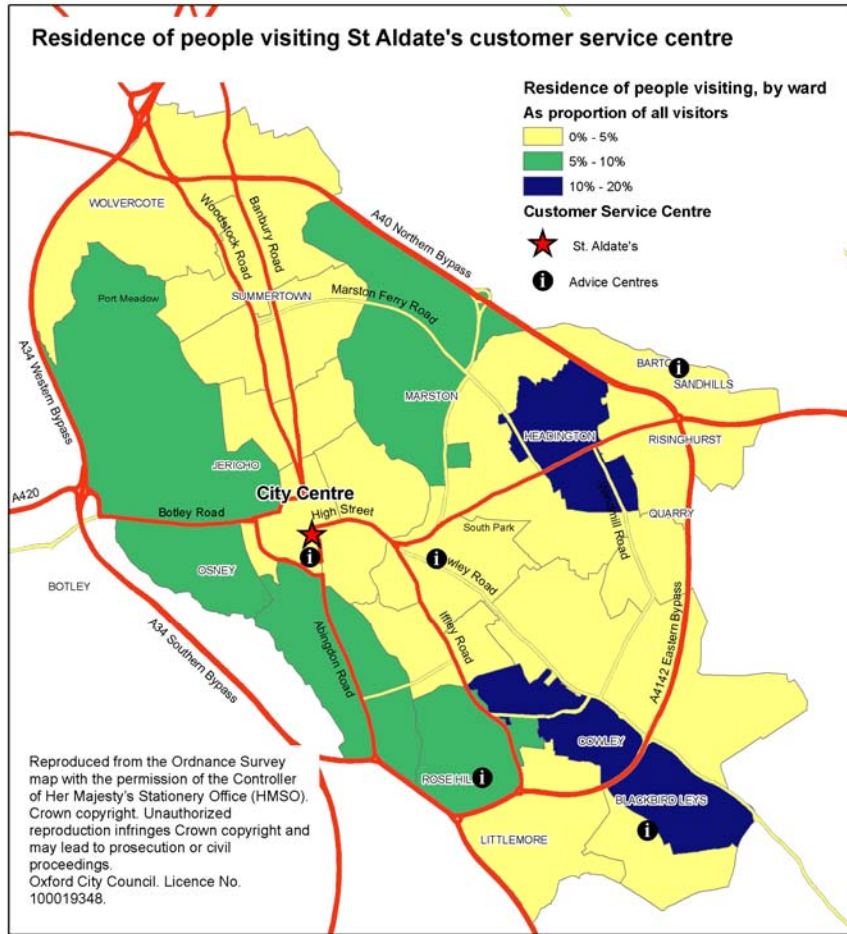 Residence of people visiting St Aldate's customer service centre
Residence of people visiting, by ward
As proportion of all visitors
0% - 5%
5% - 10%
10% - 20%
Customer Service Centre
St. Aldate's
Advice Centres
WOLVERCOTE
Woodstock Road
Banbury Road
A40 Northern Bypass
Port Meadow
SUMMERTOWN
Marston Ferry Road
A34 Western Bypass
MARSTON
BARTO
SANDHILLS
HEADINGTON
RISINGHURST
JERICHO
City Centre
A420
Botley Road
High Street
South Park
QUARRY
OSNEY
BOTLEY
wley Road
Iffley Road
Abingdon Road
A34 Southern Bypass
A4142 Eastern Bypass
COWLEY
ROSE HIL
BLACKBIRD LEYS
LITTLEMORE
Reproduced from the Ordnance Survey
map with the permission of the Controller
of Her Majesty's Stationery Office (HMSO).
Crown copyright. Unauthorized
reproduction infringes Crown copyright and
may lead to prosecution or civil
proceedings.
Oxford City Council. Licence No.
100019348.